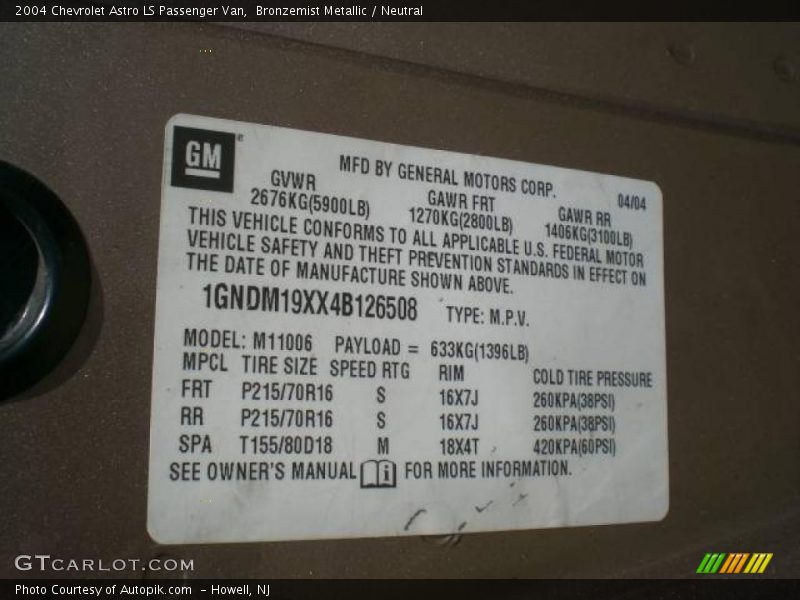 2004 Chevrolet Astro LS Passenger Van,  Bronzemist Metallic / Neutral
GM®
MFD BY GENERAL MOTORS CORP.
04/04
GVWR GAWR FRT GAWR RR
2676KG(5900LB) 1270KG(2800LB) 1406KG(3100LB)
THIS VEHICLE CONFORMS TO ALL APPLICABLE U.S. FEDERAL MOTOR
VEHICLE SAFETY AND THEFT PREVENTION STANDARDS IN EFFECT ON
THE DATE OF MANUFACTURE SHOWN ABOVE.
1GNDM19XX4B126508 TYPE: M.P.V.
MODEL: M11006 PAYLOAD = 633KG(1396LB)
MPCL TIRE SIZE SPEED RTG RIM COLD TIRE PRESSURE
FRT P215/70R16 S 16X7J 260KPA(38PSI)
RR P215/70R16 S 16X7J 260KPA(38PSI)
SPA T155/80D18 M 18X4T 420KPA(60PSI)
SEE OWNER'S MANUAL i FOR MORE INFORMATION.
GTCARLOT.COM
Photo Courtesy of Autopik.com  - Howell, NJ